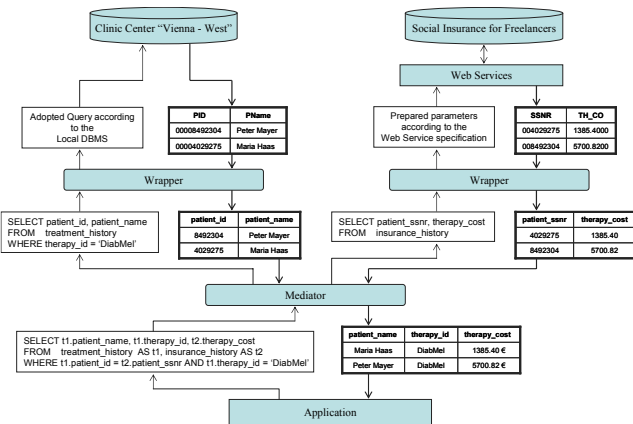 Clinic Center “Vienna - West”
Social Insurance for Freelancers
Web Services
Adopted Query according
to the
Local DBMS
PID PName
00008492304 Peter Mayer
00004029275 Maria Haas
Prepared parameters
according to the
Web Service specification
SSNR TH_CO
004029275 1385.4000
008492304 5700.8200
Wrapper
Wrapper
SELECT patient_id, patient_name
FROM treatment_history
WHERE therapy_id = ‘DiabMel’
patient_id patient_name
8492304 Peter Mayer
4029275 Maria Haas
SELECT patient_ssnr, therapy_cost
FROM insurance_history
patient_ssnr therapy_cost
4029275 1385.40
8492304 5700.82
Mediator
SELECT t1.patient_name, t1.therapy_id, t2.therapy_cost
FROM treatment_history AS t1, insurance_history AS t2
WHERE t1.patient_id = t2.patient_ssnr AND t1.therapy_id = ‘DiabMel’
patient_name therapy_id therapy_cost
Maria Haas DiabMel 1385.40 €
Peter Mayer DiabMel 5700.82 €
Application